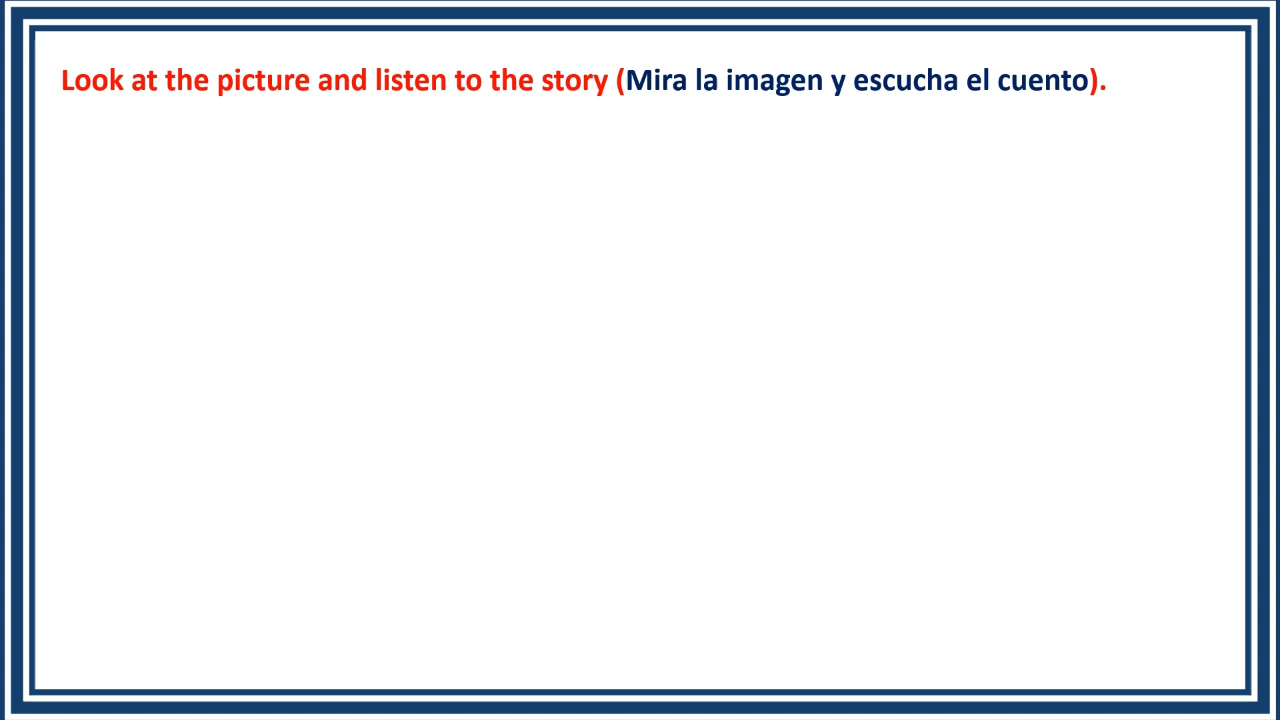 Look at the picture and listen to the story (Mira la imagen y escucha el cuento).